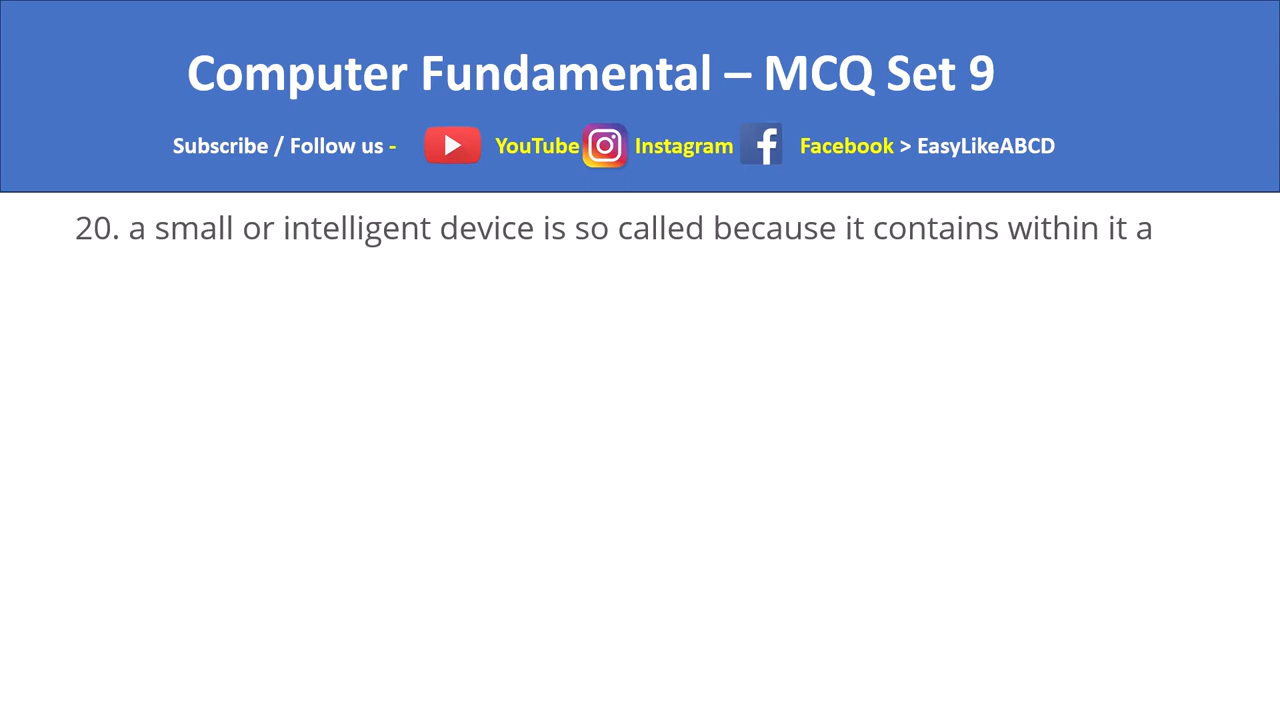 Computer Fundamental – MCQ Set 9
Subscribe / Follow us - YouTube Instagram Facebook > EasyLikeABCD
20. a small or intelligent device is so called because it contains within it a